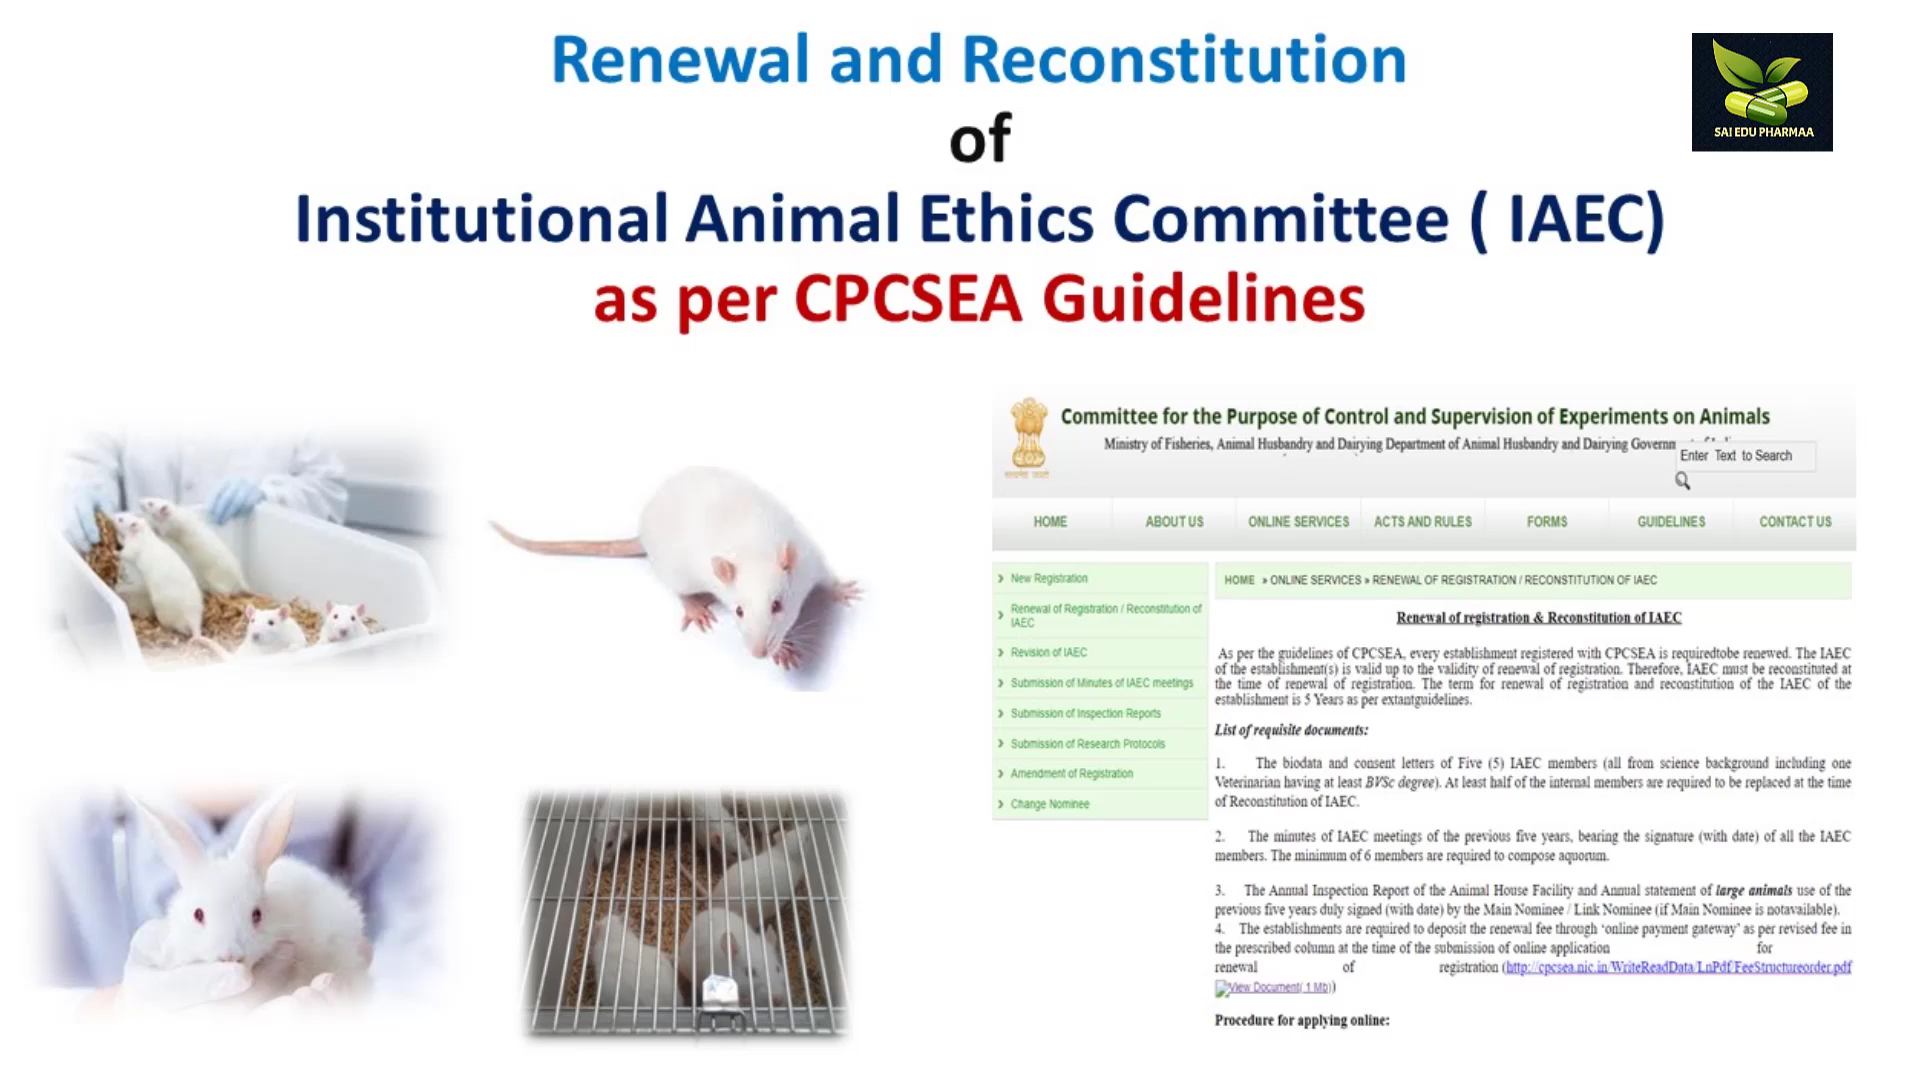 Renewal and Reconstitution
of
Institutional Animal Ethics Committee ( IAEC)
as per CPCSEA Guidelines
SAI EDU PHARMAA
Committee for the Purpose of Control and Supervision of Experiments on Animals
Ministry of Fisheries, Animal Husbandry and Dairying Department of Animal Husbandry and Dairying
Enter Text to Search
HOME ABOUT US ONLINE SERVICES ACTS AND RULES FORMS GUIDELINES CONTACT US
New Registration
Renewal of Registration / Reconstitution of
IAEC
Revision of IAEC
Submission of Minutes of IAEC meetings
Submission of Inspection Reports
Submission of Research Protocols
Amendment of Registration
Change Nominee
HOME » ONLINE SERVICES » RENEWAL OF REGISTRATION / RECONSTITUTION OF IAEC
Renewal of registration & Reconstitution of IAEC
As per the guidelines of CPCSEA, every establishment registered with CPCSEA is requiredtobe renewed. The IAEC
of the establishment(s) is valid up to the validity of renewal of registration. Therefore, IAEC must be reconstituted at
the time of renewal of registration. The term for renewal of registration and reconstitution of the IAEC of the
establishment is 5 Years as per extantguidelines.
List of requisite documents:
1. The biodata and consent letters of Five (5) IAEC members (all from science background including one
Veterinarian having at least BVSc degree). At least half of the internal members are required to be replaced at the time
of Reconstitution of IAEC.
2. The minutes of IAEC meetings of the previous five years, bearing the signature (with date) of all the IAEC
members. The minimum of 6 members are required to compose aquorum.
3. The Annual Inspection Report of the Animal House Facility and Annual statement of large animals use of the
previous five years duly signed (with date) by the Main Nominee / Link Nominee (if Main Nominee is notavailable).
4. The establishments are required to deposit the renewal fee through 'online payment gateway' as per revised fee in
the prescribed column at the time of the submission of online application for
renewal of registration (http://cpcsea.nic.in/WriteReadData/LnPdf/FeeStructureorder.pdf
View Document( 1 Mb))
Procedure for applying online: